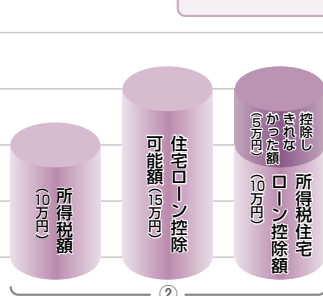 所得税額
（10万円）
住宅ローン控除
可能額（15万円）
控除し
きれな
かった額
（5万円）
所得税住宅
ローン控除額
（10万円）
②